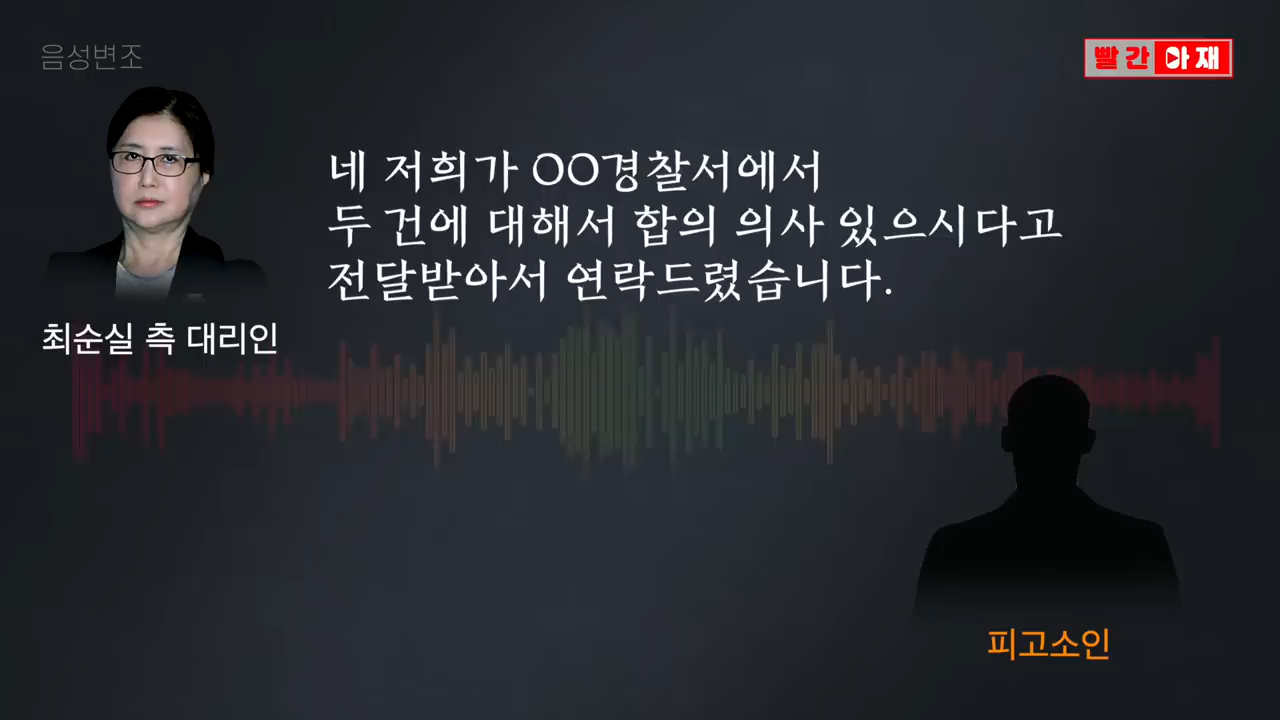 음성변조
빨간아재
네 저희가 OO경찰서에서
두 건에 대해서 합의 의사 있으시다고
전달받아서 연락드렸습니다.
최순실 측 대리인
피고소인